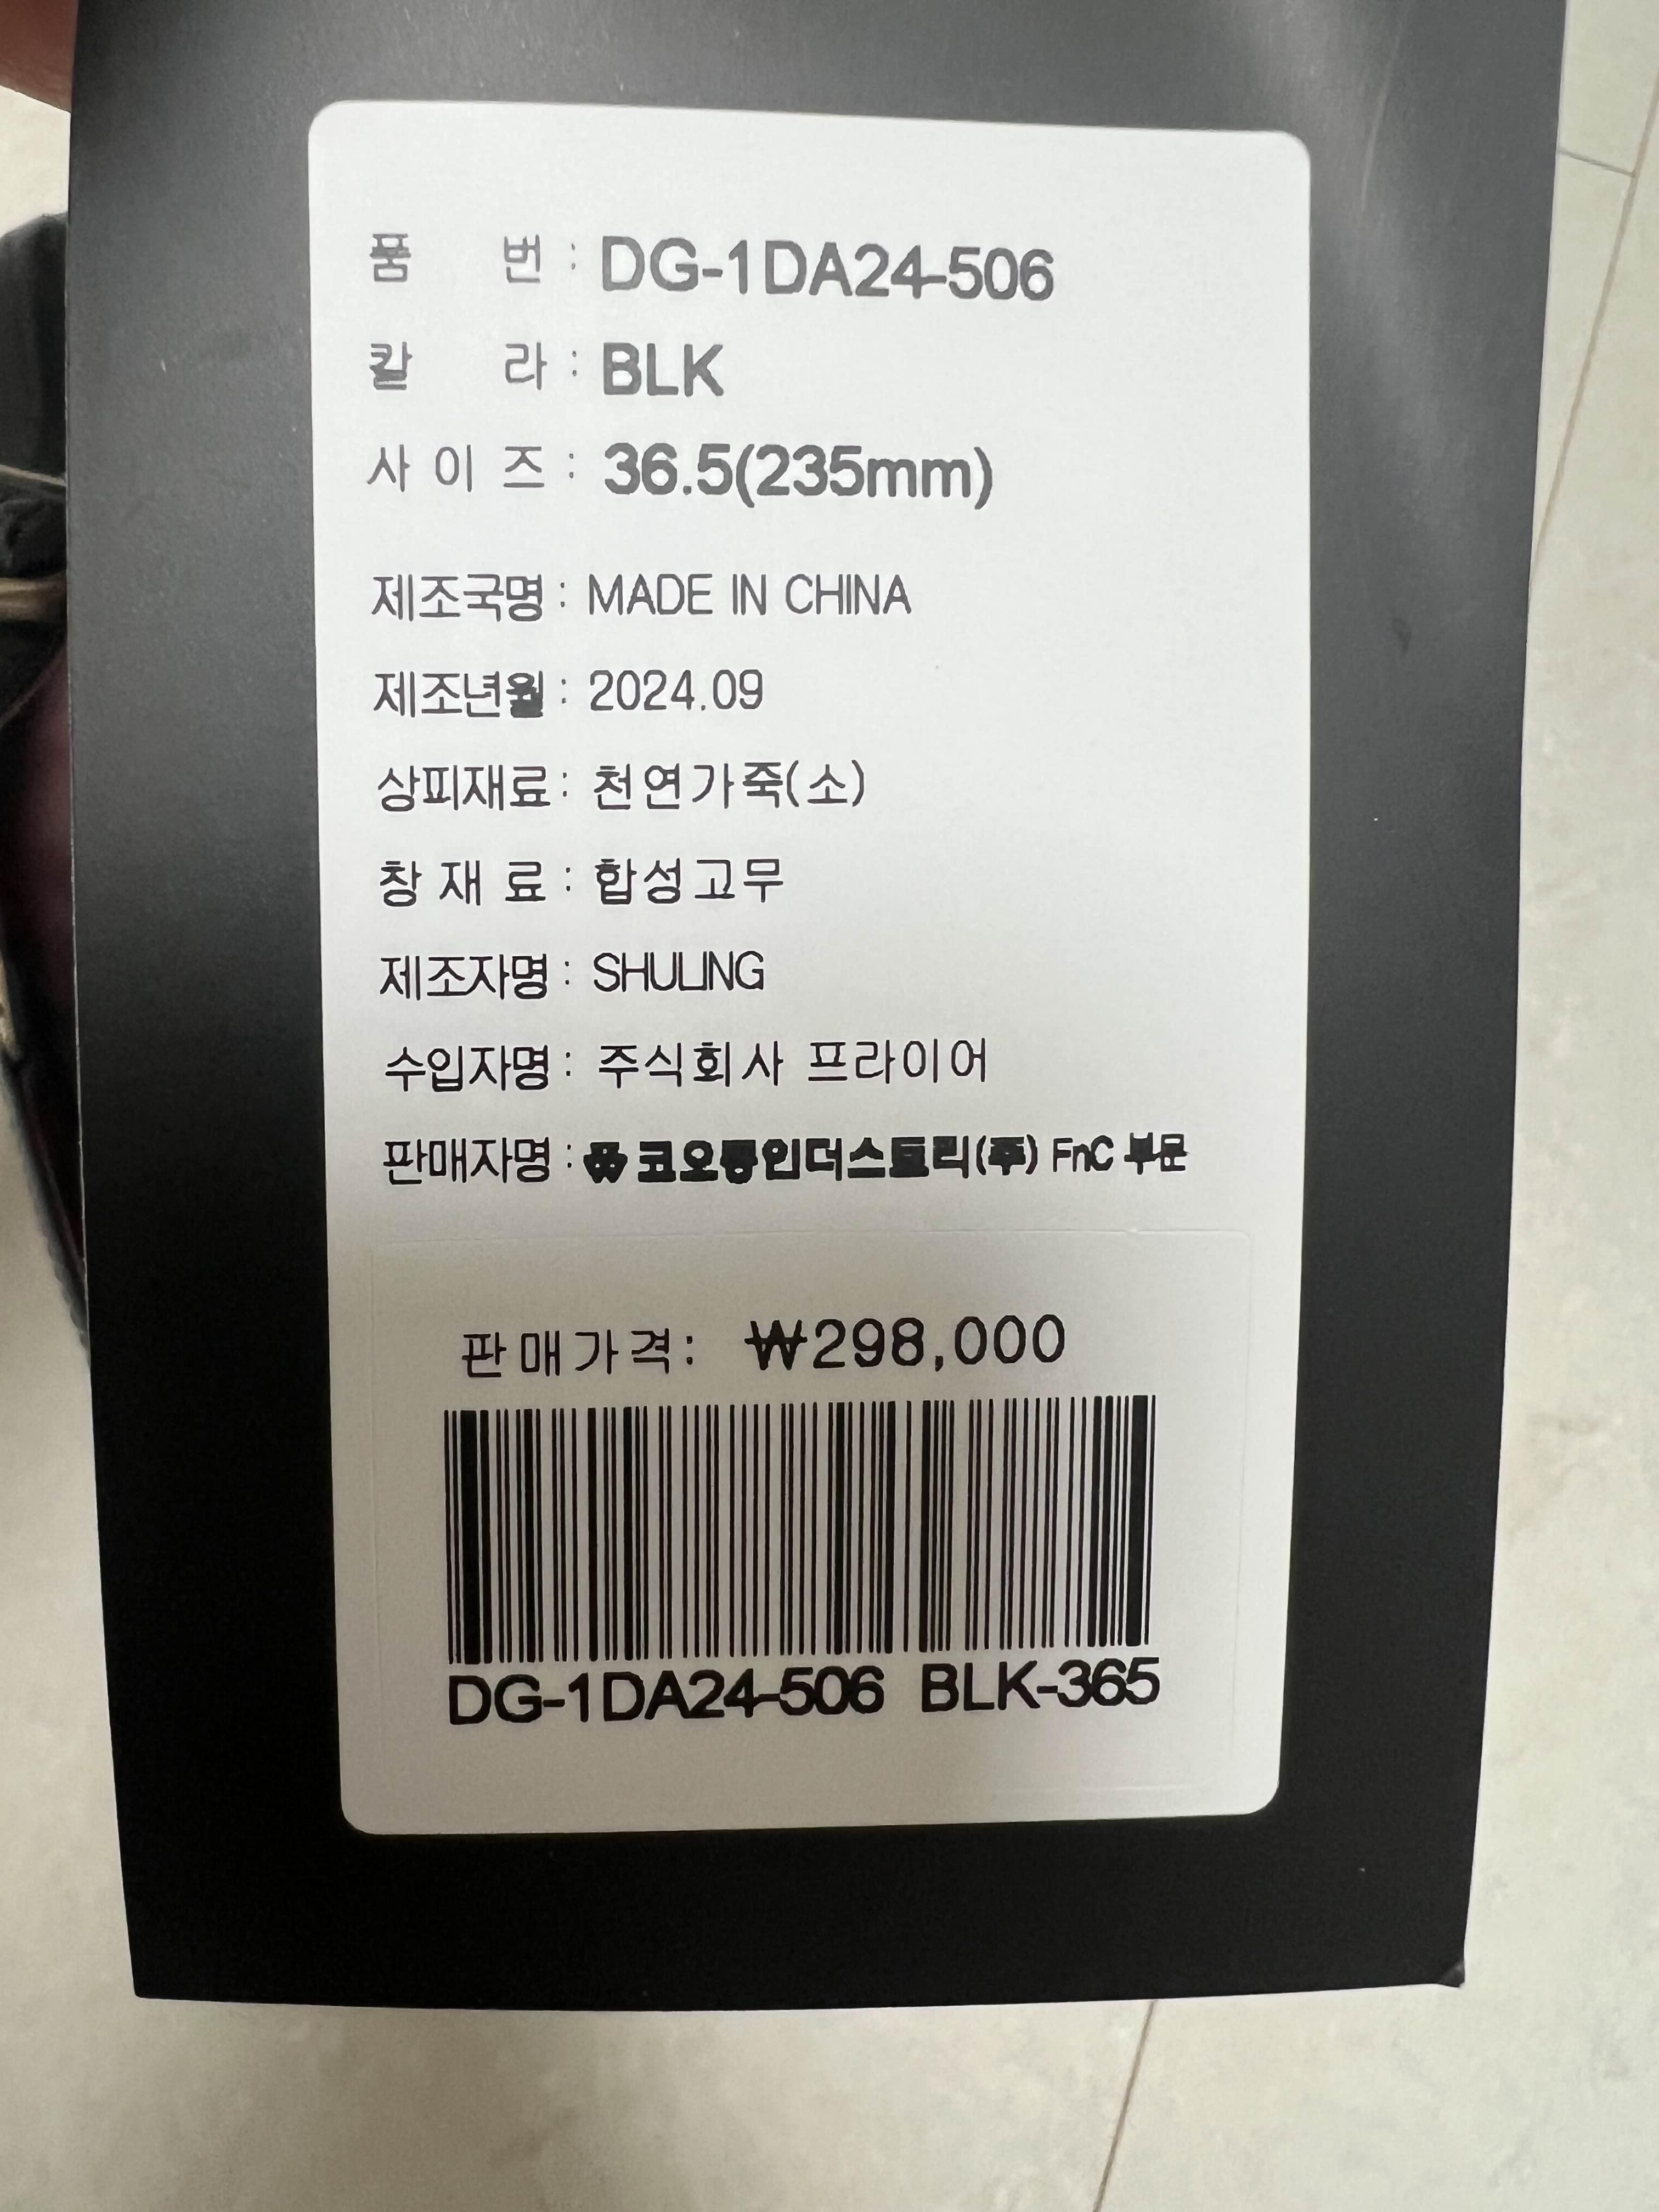 품 번 : DG-1DA24-506
칼 라 : BLK
사 이 즈 : 36.5(235mm)
제조국명 : MADE IN CHINA
제조년월 : 2024.09
상피재료 : 천연가죽(소)
창 재 료 : 합성고무
제조자명 : SHULING
수입자명 : 주식회사 프라이어
판매자명 : 코오롱인더스트리(주) FnC 부문
판매가격: ₩298,000
DG-1DA24-506 BLK-365